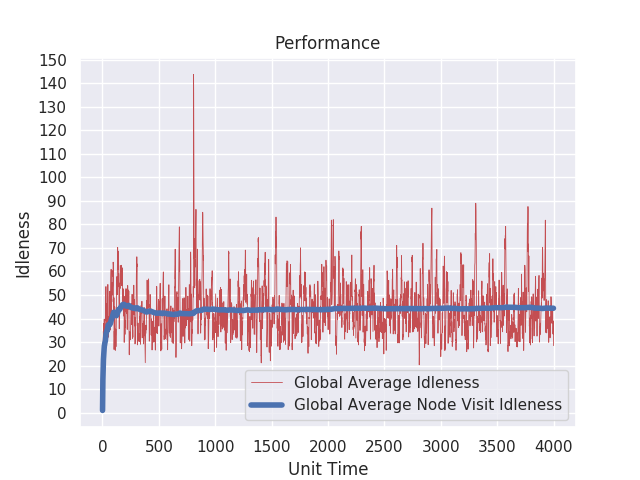 Performance
150
140
130
120
110
100
90
80
70
60
50
40
30
20
10
0
Idleness
Global Average Idleness
Global Average Node Visit Idleness
0 500 1000 1500 2000 2500 3000 3500 4000
Unit Time